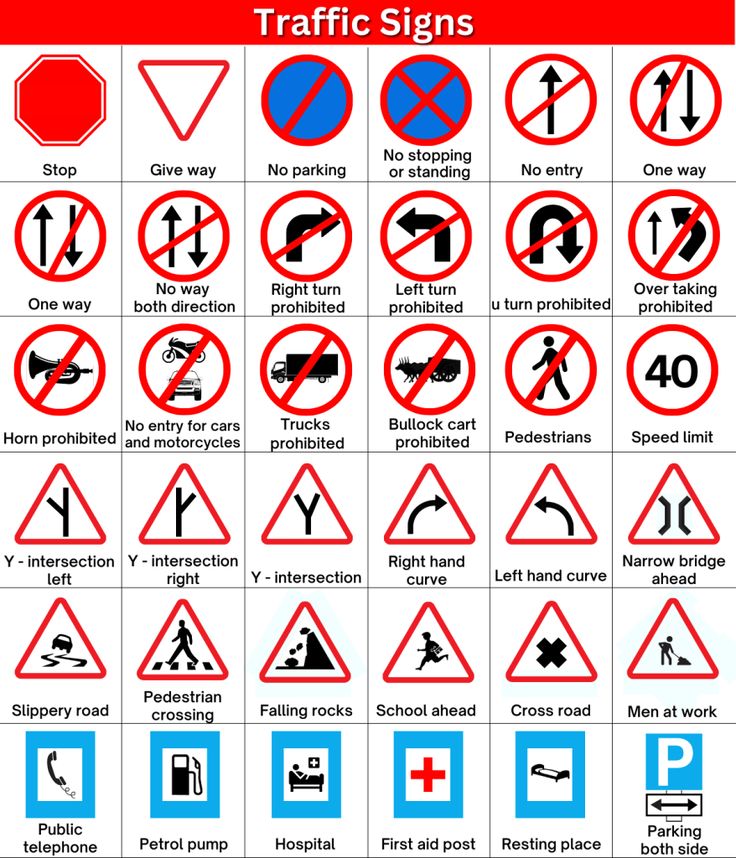 Traffic Signs
Stop
Give way
No parking
No stopping
or standing
No entry
One way
One way
No way
both direction
Right turn
prohibited
Left turn
prohibited
u turn prohibited
Over taking
prohibited
40
Horn prohibited
No entry for cars
and motorcycles
Trucks
prohibited
Bullock cart
prohibited
Pedestrians
Speed limit
Y - intersection
left
Y - intersection
right
Y - intersection
Right hand
curve
Left hand curve
Narrow bridge
ahead
Slippery road
Pedestrian
crossing
Falling rocks
School ahead
Cross road
Men at work
P
Public
telephone
Petrol pump
Hospital
First aid post
Resting place
Parking
both side